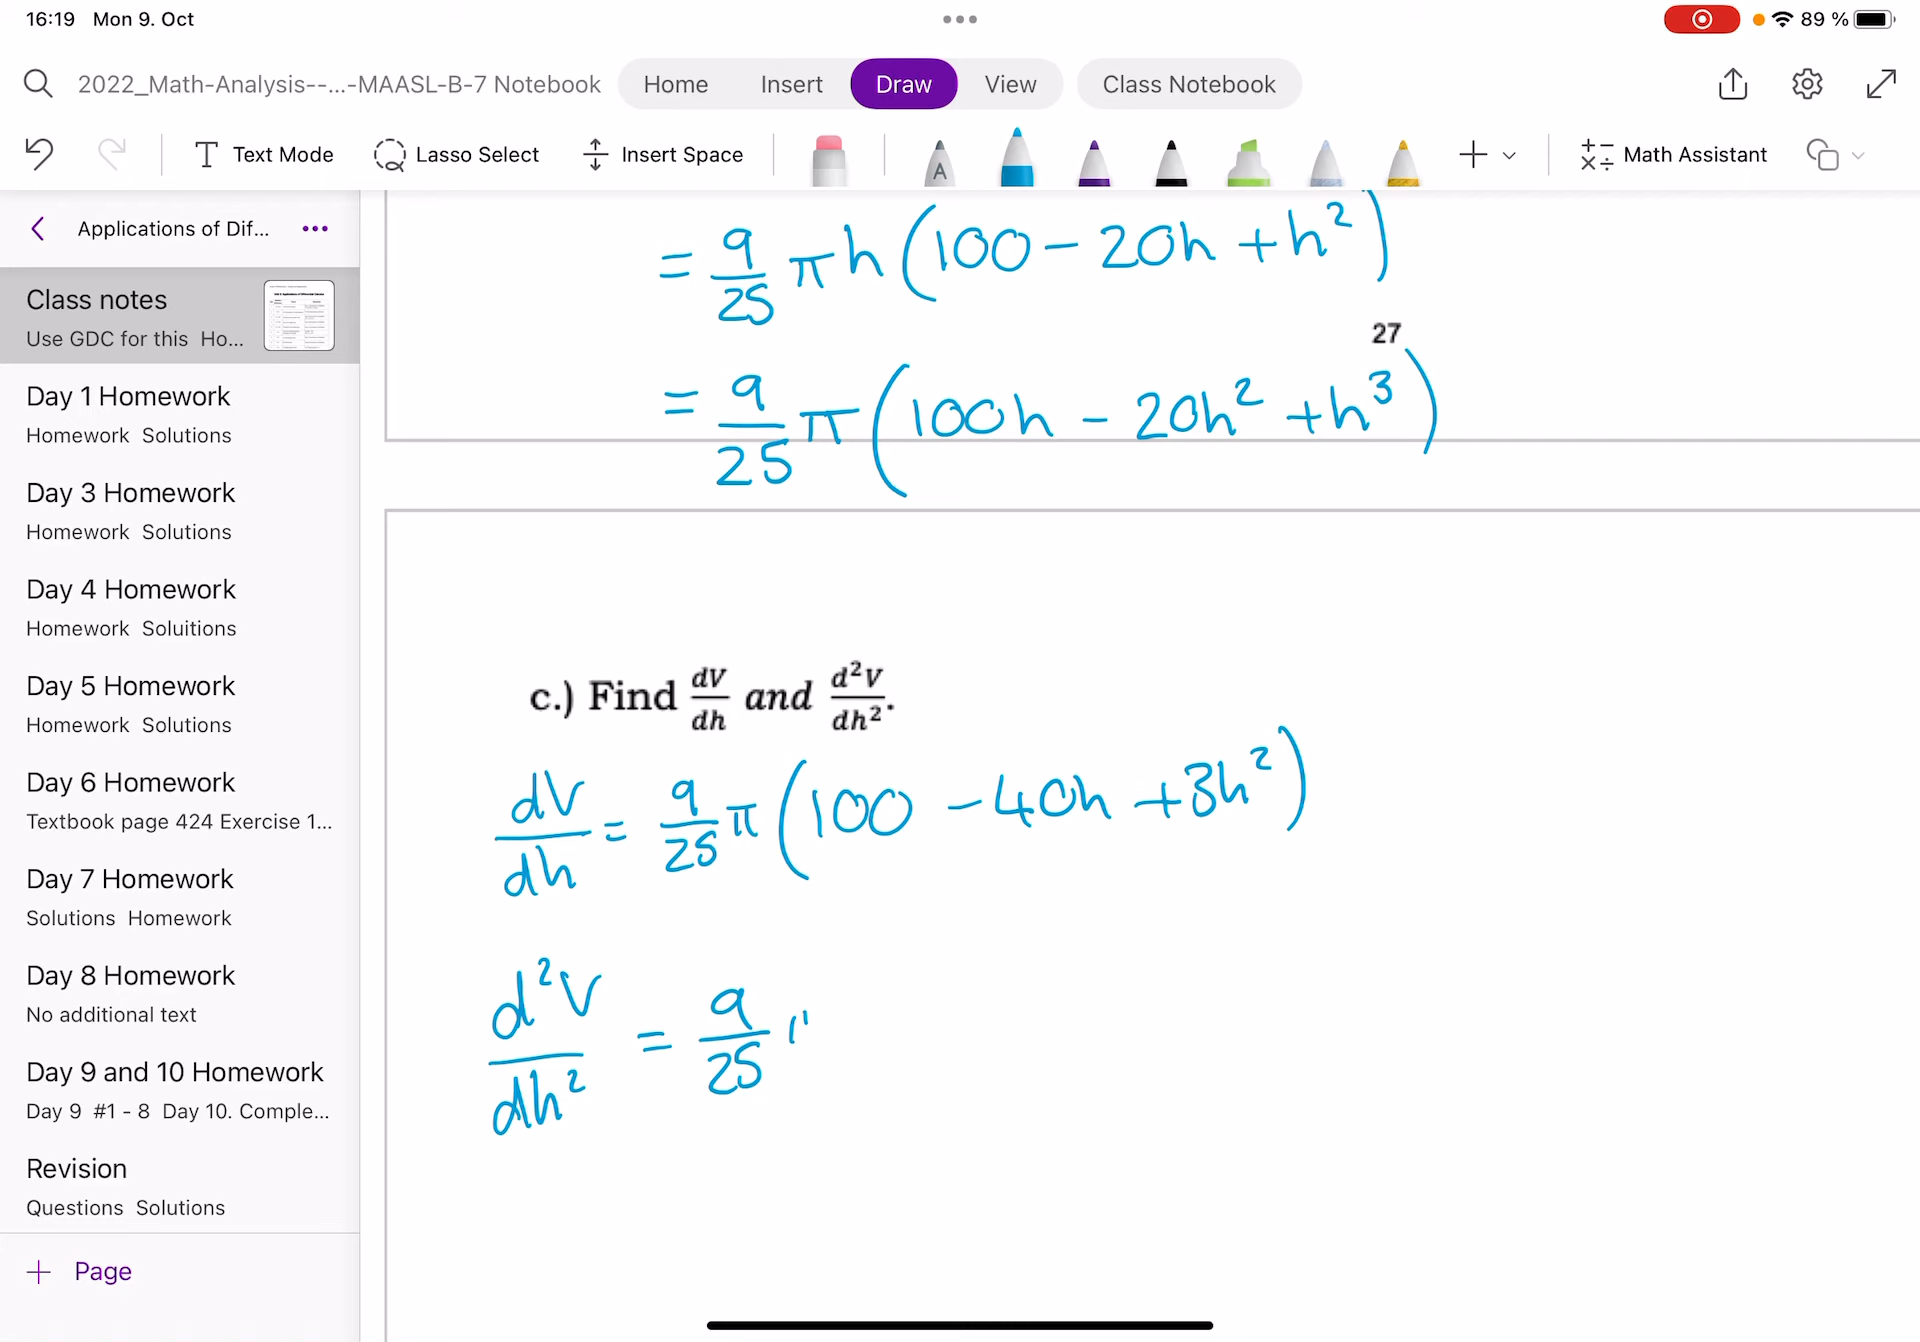 16:19 Mon 9. Oct
89 %
2022_Math-Analysis--...-MAASL-B-7 Notebook
Home Insert Draw View Class Notebook
Text Mode Lasso Select Insert Space A Math Assistant
Applications of Dif...
Class notes
Use GDC for this Ho...
Day 1 Homework
Homework Solutions
Day 3 Homework
Homework Solutions
Day 4 Homework
Homework Soluitions
Day 5 Homework
Homework Solutions
Day 6 Homework
Textbook page 424 Exercise 1...
Day 7 Homework
Solutions Homework
Day 8 Homework
No additional text
Day 9 and 10 Homework
Day 9 #1 - 8 Day 10. Comple...
Revision
Questions Solutions
Page
= 9/25 πh (100 - 20h + h²)
27
= 9/25 π (100h - 20h² + h³)
c.) Find dV/dh and d²V/dh².
dV/dh = 9/25 π (100 - 40h + 3h²)
d²V/dh² = 9/25